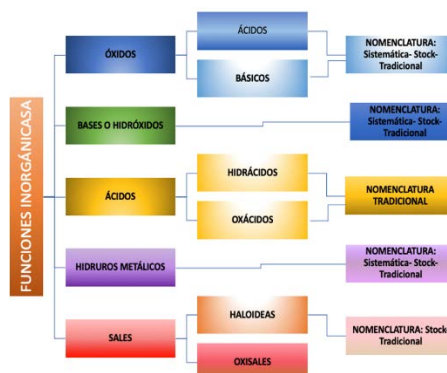 FUNCIONES INORGÁNICASA
ÓXIDOS
ÁCIDOS
BÁSICOS
NOMENCLATURA:
Sistemática- Stock-
Tradicional
BASES O HIDRÓXIDOS
NOMENCLATURA:
Sistemática- Stock-
Tradicional
ÁCIDOS
HIDRÁCIDOS
OXÁCIDOS
NOMENCLATURA
TRADICIONAL
HIDRUROS METÁLICOS
NOMENCLATURA:
Sistemática- Stock-
Tradicional
SALES
HALOIDEAS
OXISALES
NOMENCLATURA: Stock-
Tradicional